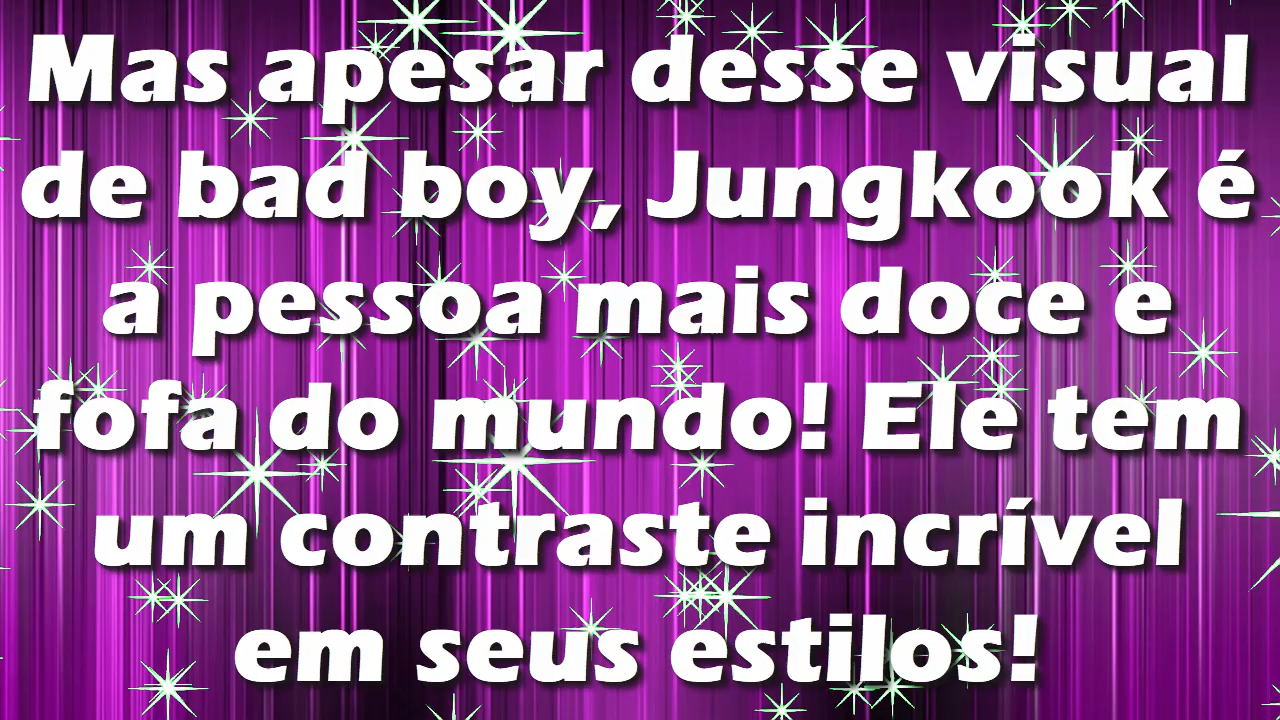 Mas apesar desse visual
de bad boy, Jungkook é
a pessoa mais doce e
fofa do mundo! Ele tem
um contraste incrível
em seus estilos!